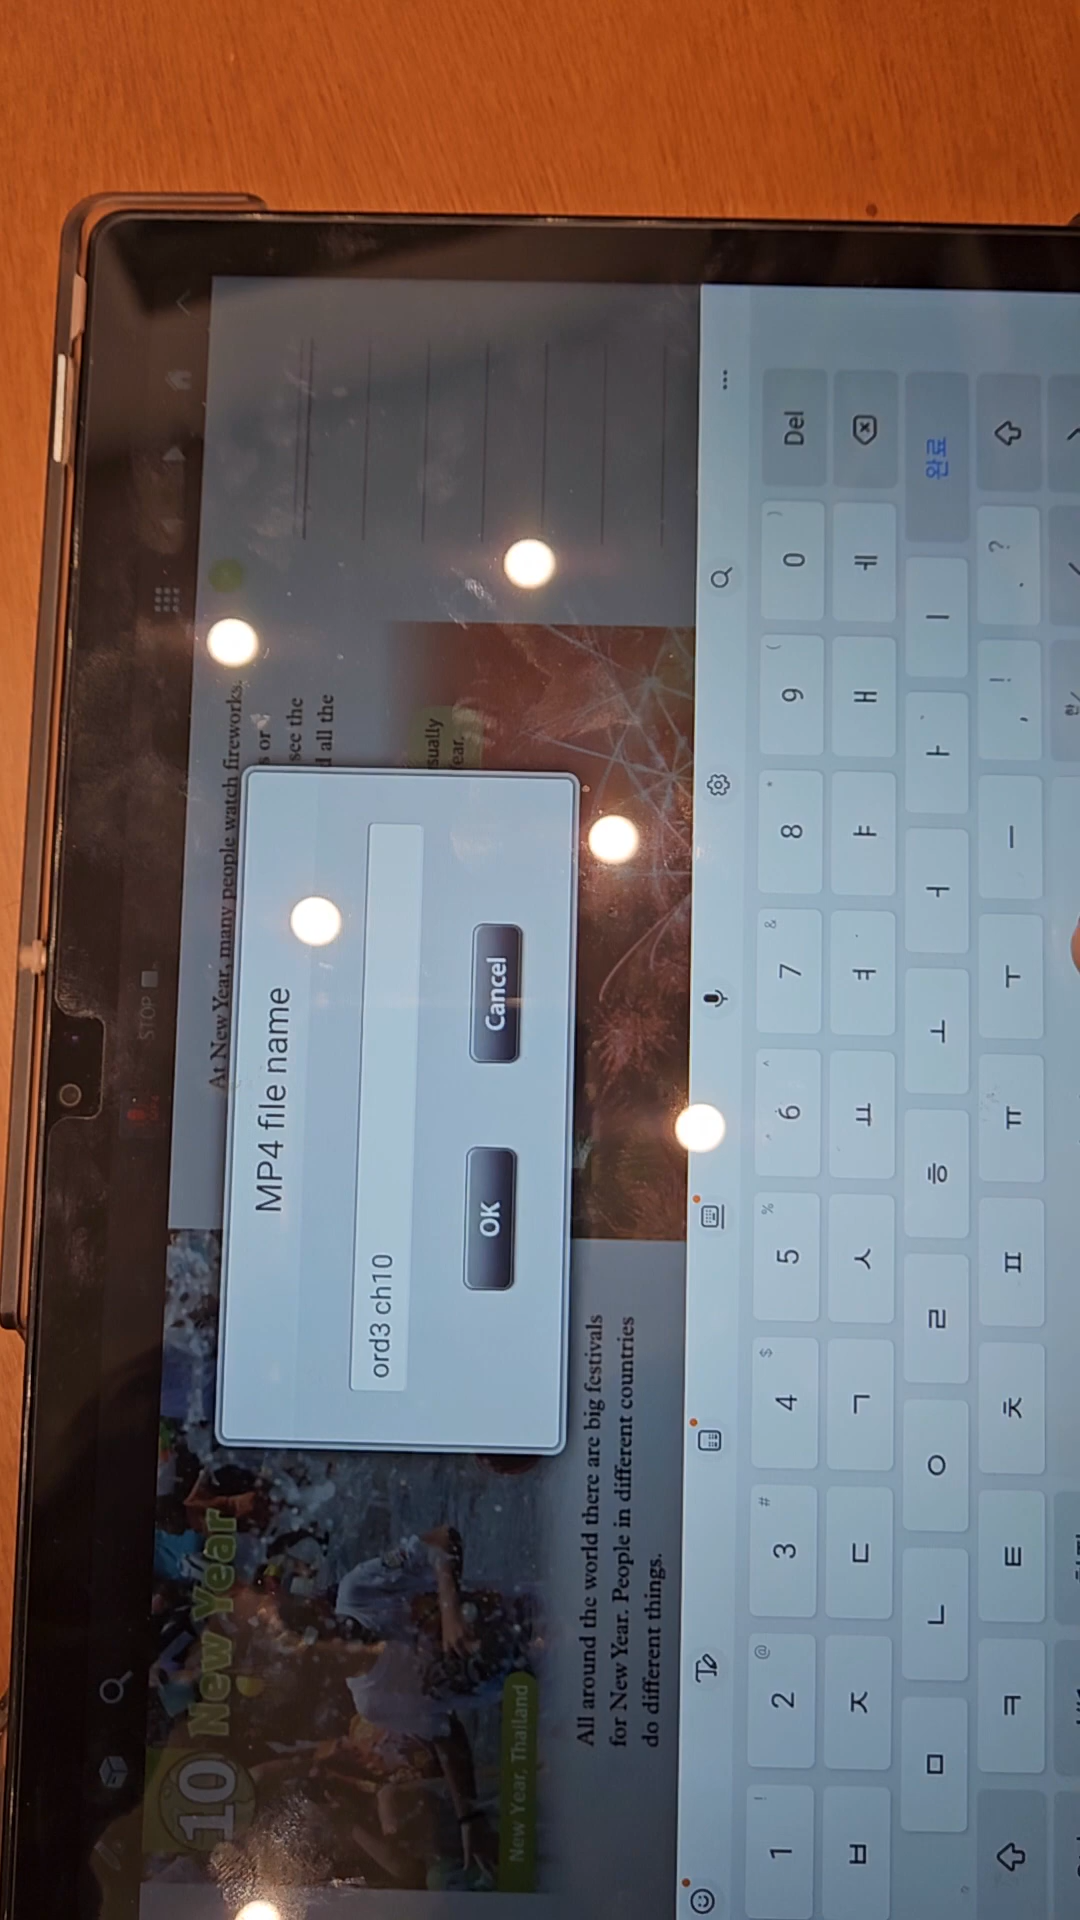 STOP
10 New Year
New Year, Thailand
All around the world there are big festivals
for New Year. People in different countries
do different things.
At New Year, many people watch fireworks.
or
see the
all the
MP4 file name
ord3 ch10
OK
Cancel
! @ # $ % ^ & * ( )
1 2 3 4 5 6 7 8 9 0 Del
ㅂ ㅈ ㄷ ㄱ ㅅ ㅛ ㅕ ㅑ ㅐ ㅔ
ㅁ ㄴ ㅇ ㄹ ㅎ ㅗ ㅓ ㅏ ㅣ 완료
ㅋ ㅌ ㅊ ㅍ ㅠ ㅜ ㅡ , ! . ?